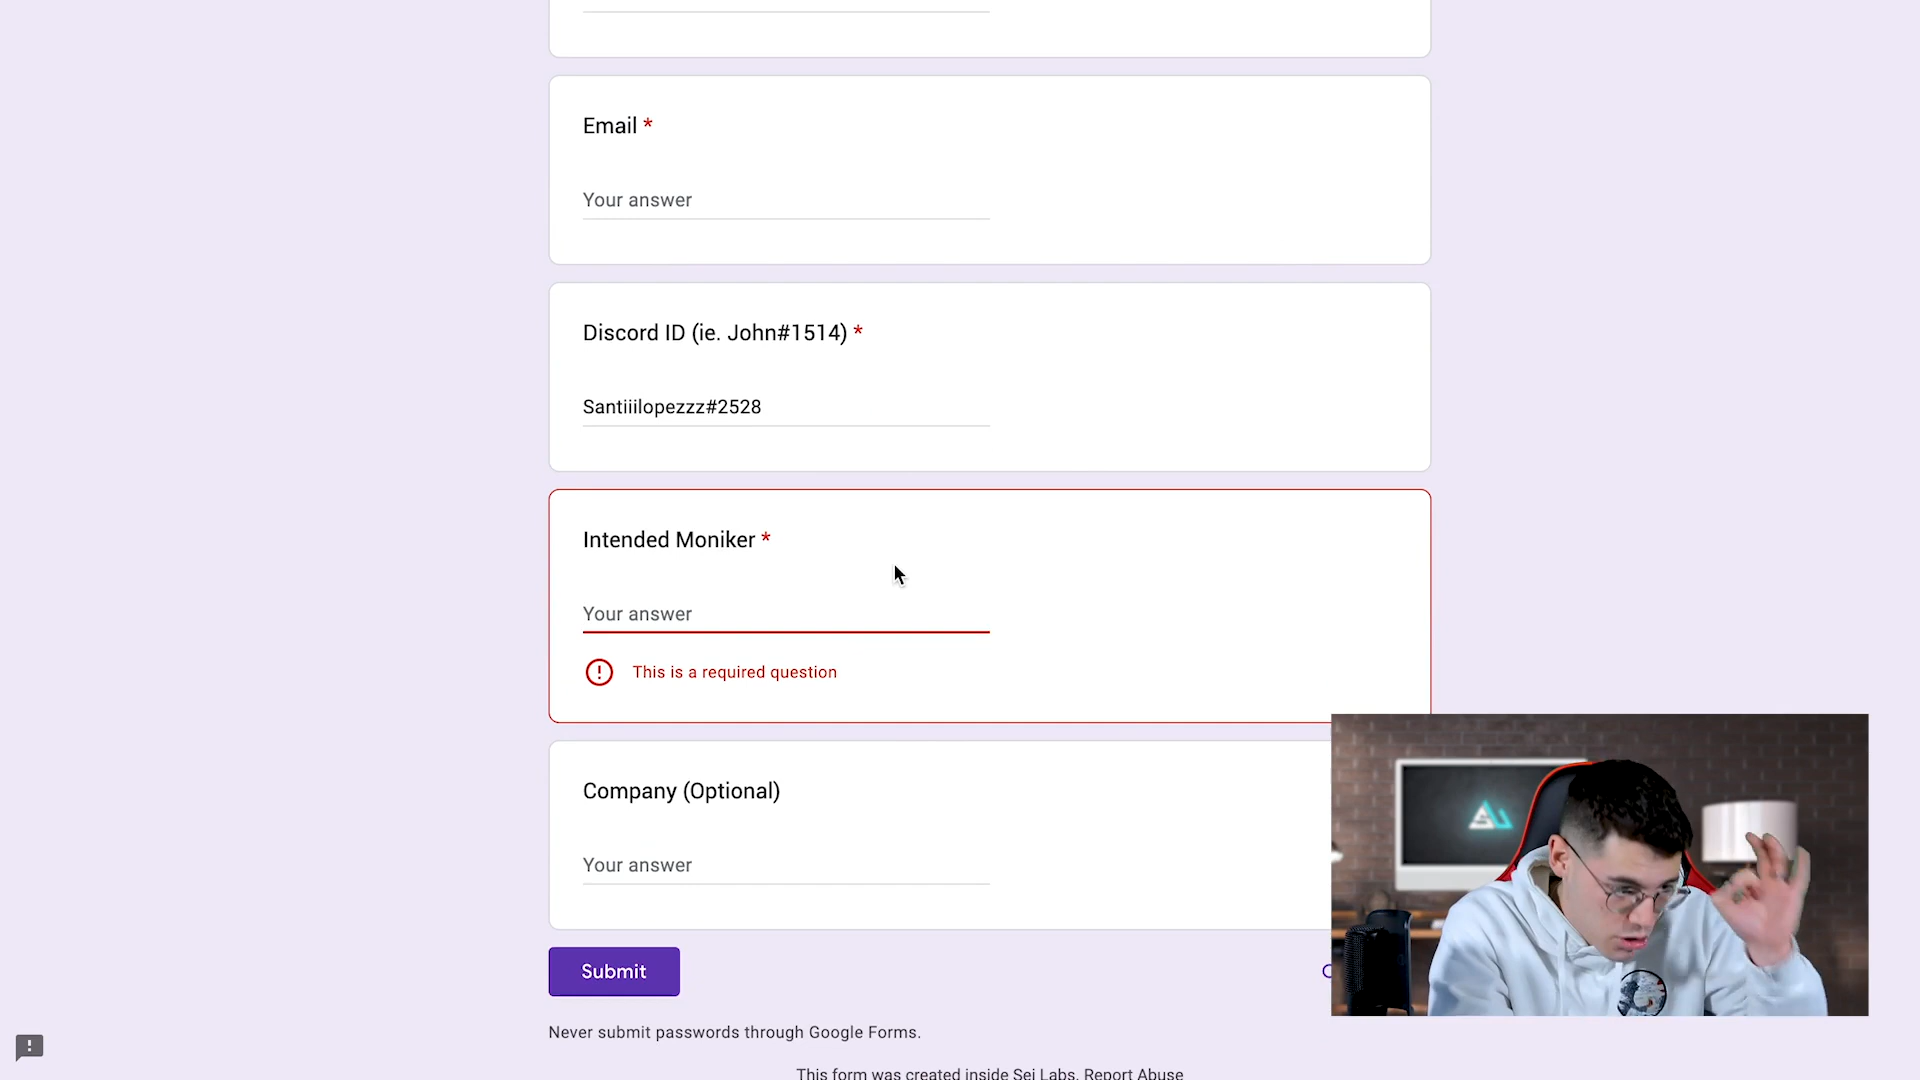 Email *
Your answer
Discord ID (ie. John#1514) *
Santiiilopezzz#2528
Intended Moniker *
Your answer
This is a required question
Company (Optional)
Your answer
Submit
Never submit passwords through Google Forms.
This form was created inside Sei Labs. Report Abuse